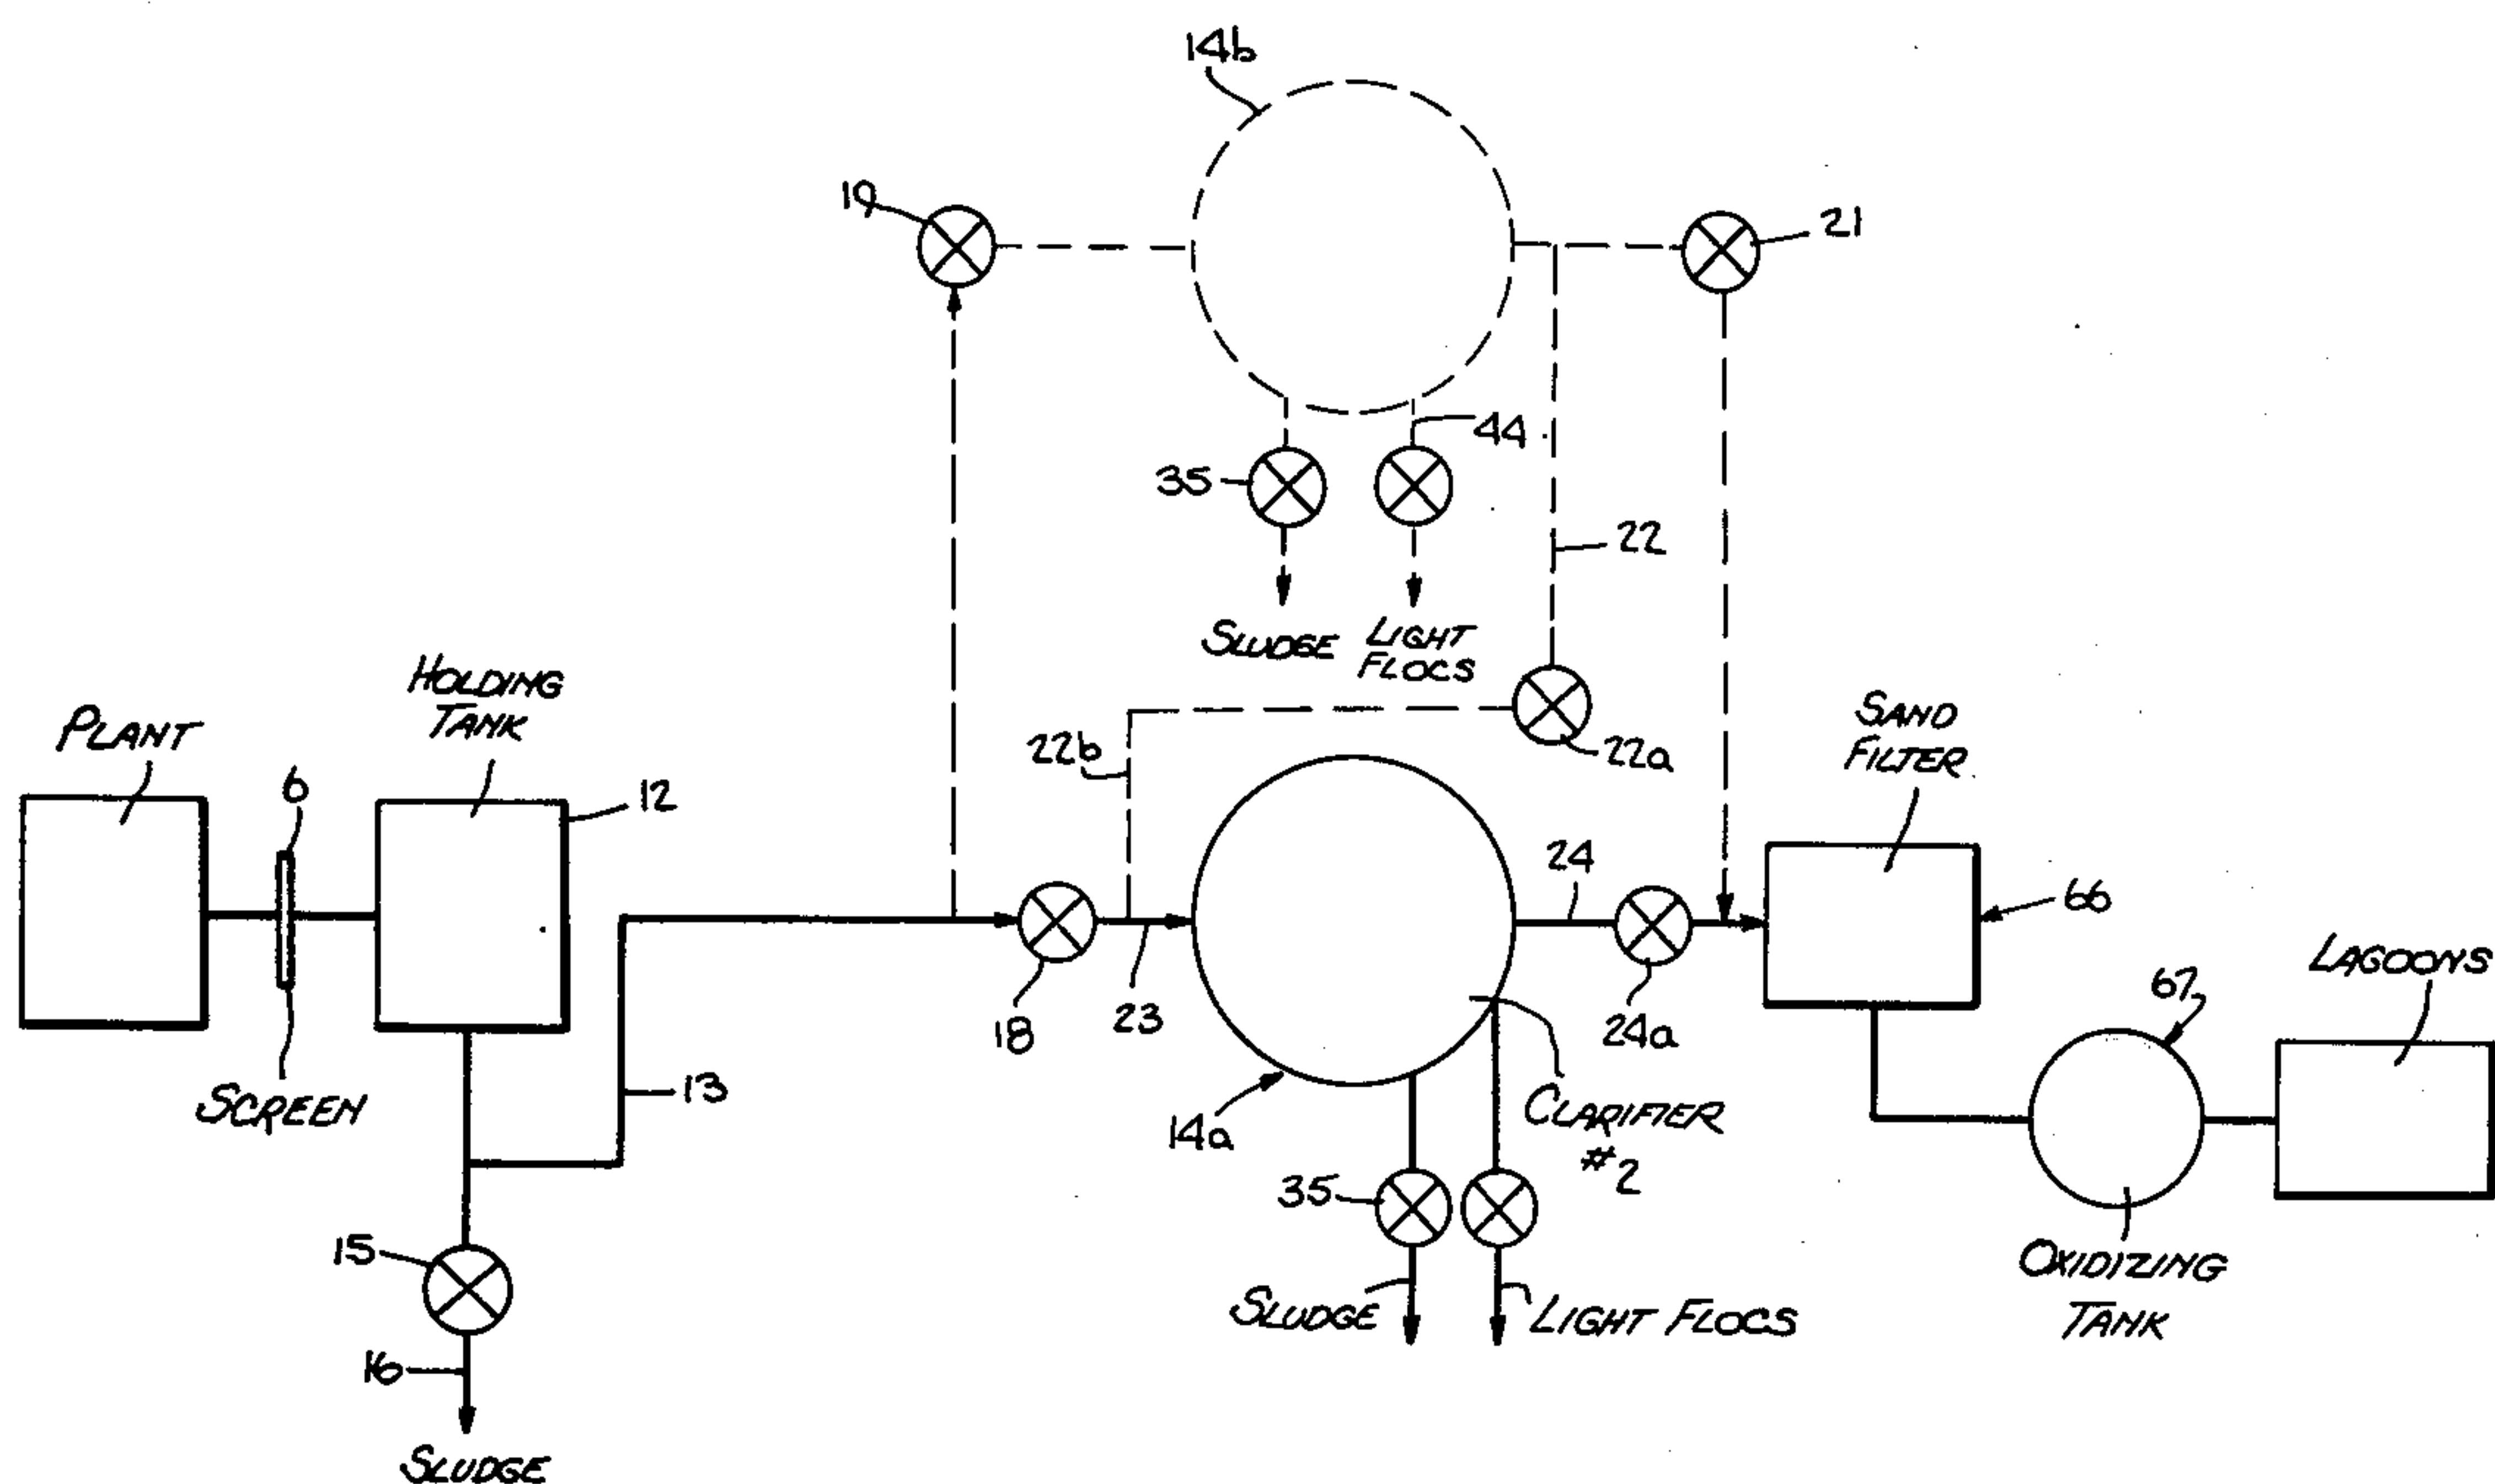 14b
19
21
44
35
22
SLUDGE
LIGHT
FLOCS
HOLDING
TANK
PLANT
SAND
FILTER
22b
22a
6
12
24
66
LAGOONS
67
18
23
24a
SCREEN
13
14a
CLARIFIER
#2
35
15
OXIDIZING
TANK
SLUDGE
LIGHT FLOCS
16
SLUDGE